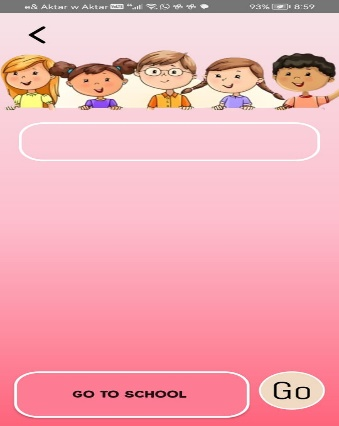 e& Aktar w Aktar 93% 8:59
GO TO SCHOOL
Go